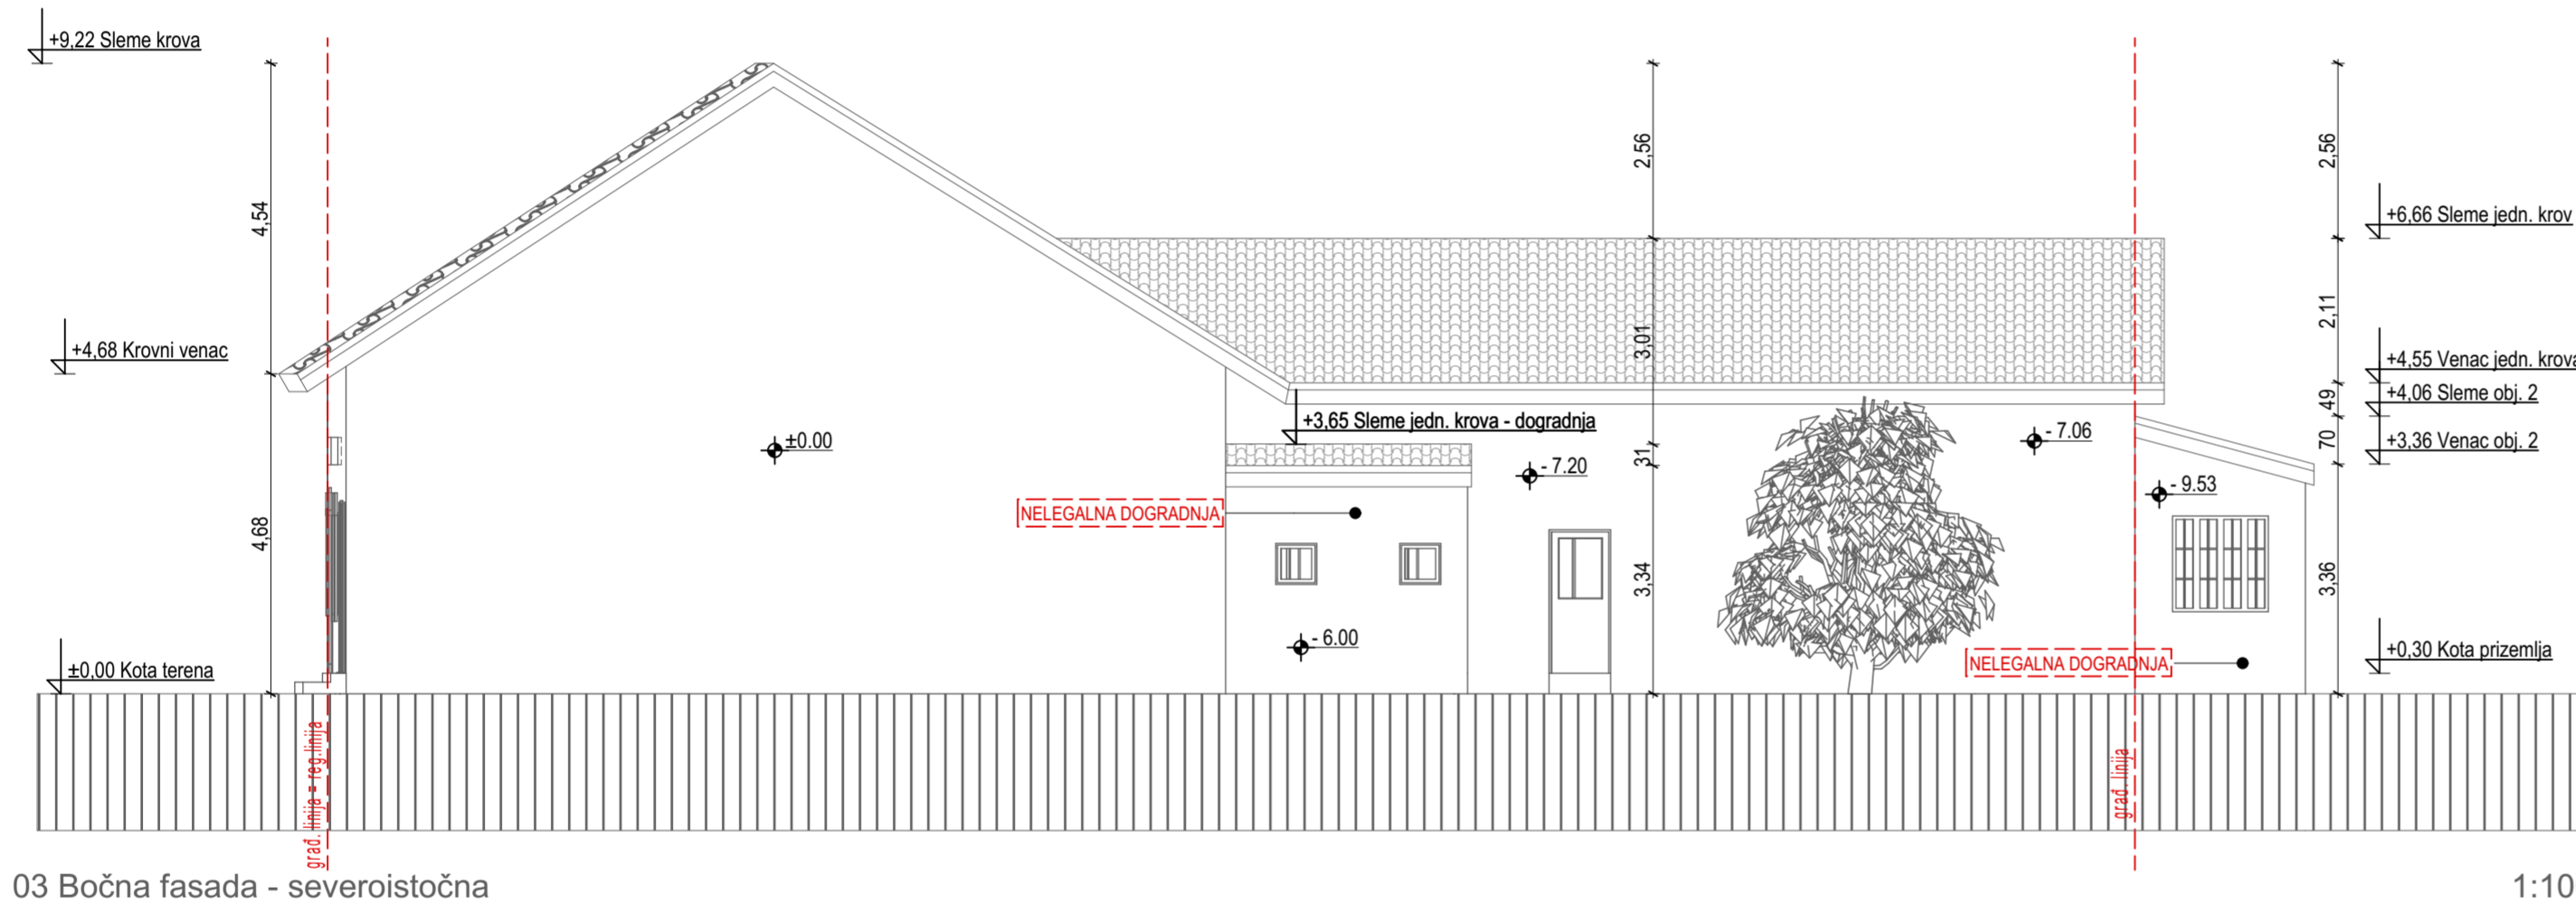 +9,22 Sleme krova
2,56
2,56
4,54
+6,66 Sleme jedn. krov
3,01
2,11
+4,68 Krovni venac
+4,55 Venac jedn. krova
49
+4,06 Sleme obj. 2
+3,65 Sleme jedn. krova - dogradnja
±0.00
- 7.06
70
+3,36 Venac obj. 2
31
- 7.20
- 9.53
NELEGALNA DOGRADNJA
4,68
3,34
3,36
- 6.00
NELEGALNA DOGRADNJA
+0,30 Kota prizemlja
±0,00 Kota terena
građ. linija = reg.linija
građ. linija
03 Bočna fasada - severoistočna
1:10